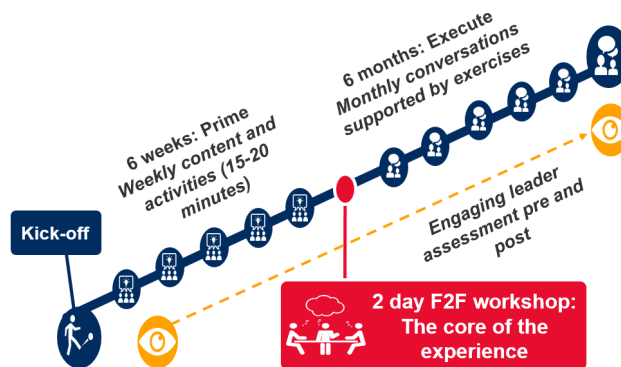 6 months: Execute
Monthly conversations
supported by exercises
6 weeks: Prime
Weekly content and
activities (15-20
minutes)
Kick-off
Engaging leader
assessment pre and
post
2 day F2F workshop:
The core of the
experience